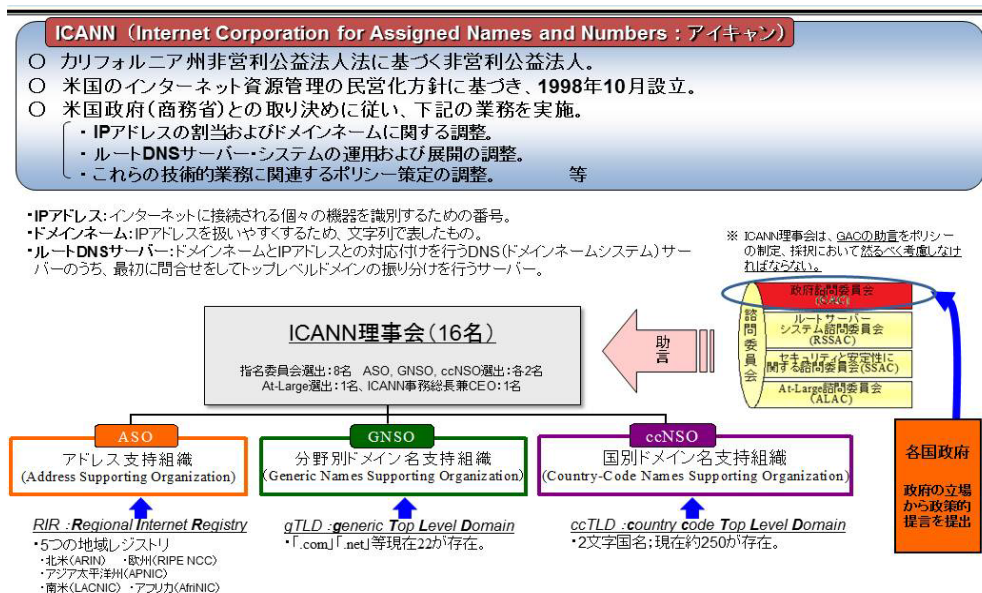 ICANN（Internet Corporation for Assigned Names and Numbers：アイキャン）
○ カリフォルニア州非営利公益法人法に基づく非営利公益法人。
○ 米国のインターネット資源管理の民営化方針に基づき、1998年10月設立。
○ 米国政府（商務省）との取り決めに従い、下記の業務を実施。
・IPアドレスの割当およびドメインネームに関する調整。
・ルートDNSサーバー・システムの運用および展開の調整。
・これらの技術的業務に関連するポリシー策定の調整。　等
・IPアドレス：インターネットに接続される個々の機器を識別するための番号。
・ドメインネーム：IPアドレスを扱いやすくするため、文字列で表したもの。
・ルートDNSサーバー：ドメインネームとIPアドレスとの対応付けを行うDNS（ドメインネームシステム）サー
バーのうち、最初に問合せをしてトップレベルドメインの振り分けを行うサーバー。
※ ICANN理事会は、GACの助言をポリシー
の制定、採択において然るべく考慮しなけ
ればならない。
ICANN理事会（16名）
指名委員会選出：8名　ASO, GNSO, ccNSO選出：各2名
At-Large選出：1名、ICANN事務総長兼CEO：1名
助言
諮問委員会
政府諮問委員会
(GAC)
ルートサーバー
システム諮問委員会
(RSSAC)
セキュリティと安定性に
関する諮問委員会(SSAC)
At-Large諮問委員会
(ALAC)
各国政府
政府の立場
から政策的
提言を提出
ASO
アドレス支持組織
(Address Supporting Organization)
GNSO
分野別ドメイン名支持組織
(Generic Names Supporting Organization)
ccNSO
国別ドメイン名支持組織
(Country-Code Names Supporting Organization)
RIR :Regional Internet Registry
・5つの地域レジストリ
・北米(ARIN)　・欧州(RIPE NCC)
・アジア太平洋州(APNIC)
・南米(LACNIC)　・アフリカ(AfriNIC)
gTLD :generic Top Level Domain
・「.com」「.net」等現在22が存在。
ccTLD :country code Top Level Domain
・2文字国名；現在約250が存在。